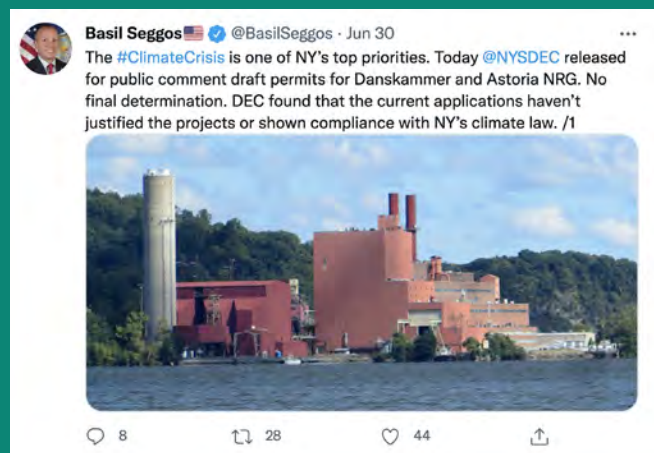 Basil Seggos🇺🇸 @BasilSeggos · Jun 30
The #ClimateCrisis is one of NY's top priorities. Today @NYSDEC released
for public comment draft permits for Danskammer and Astoria NRG. No
final determination. DEC found that the current applications haven't
justified the projects or shown compliance with NY's climate law. /1
8 28 44